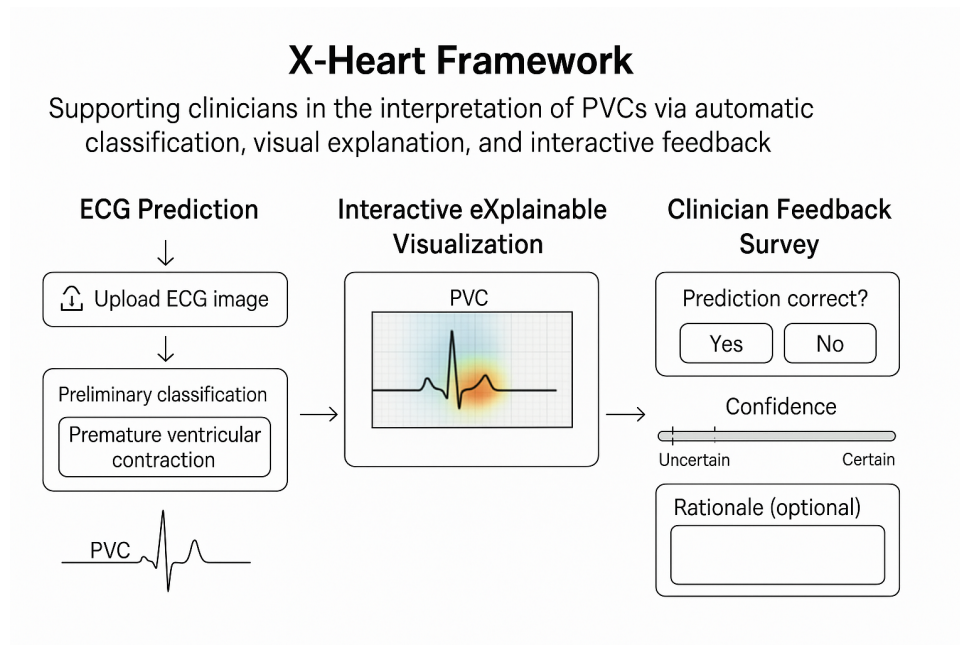 X-Heart Framework
Supporting clinicians in the interpretation of PVCs via automatic
classification, visual explanation, and interactive feedback
ECG Prediction
Upload ECG image
Preliminary classification
Premature ventricular
contraction
PVC
Interactive eXplainable
Visualization
PVC
Clinician Feedback
Survey
Prediction correct?
Yes No
Confidence
Uncertain Certain
Rationale (optional)